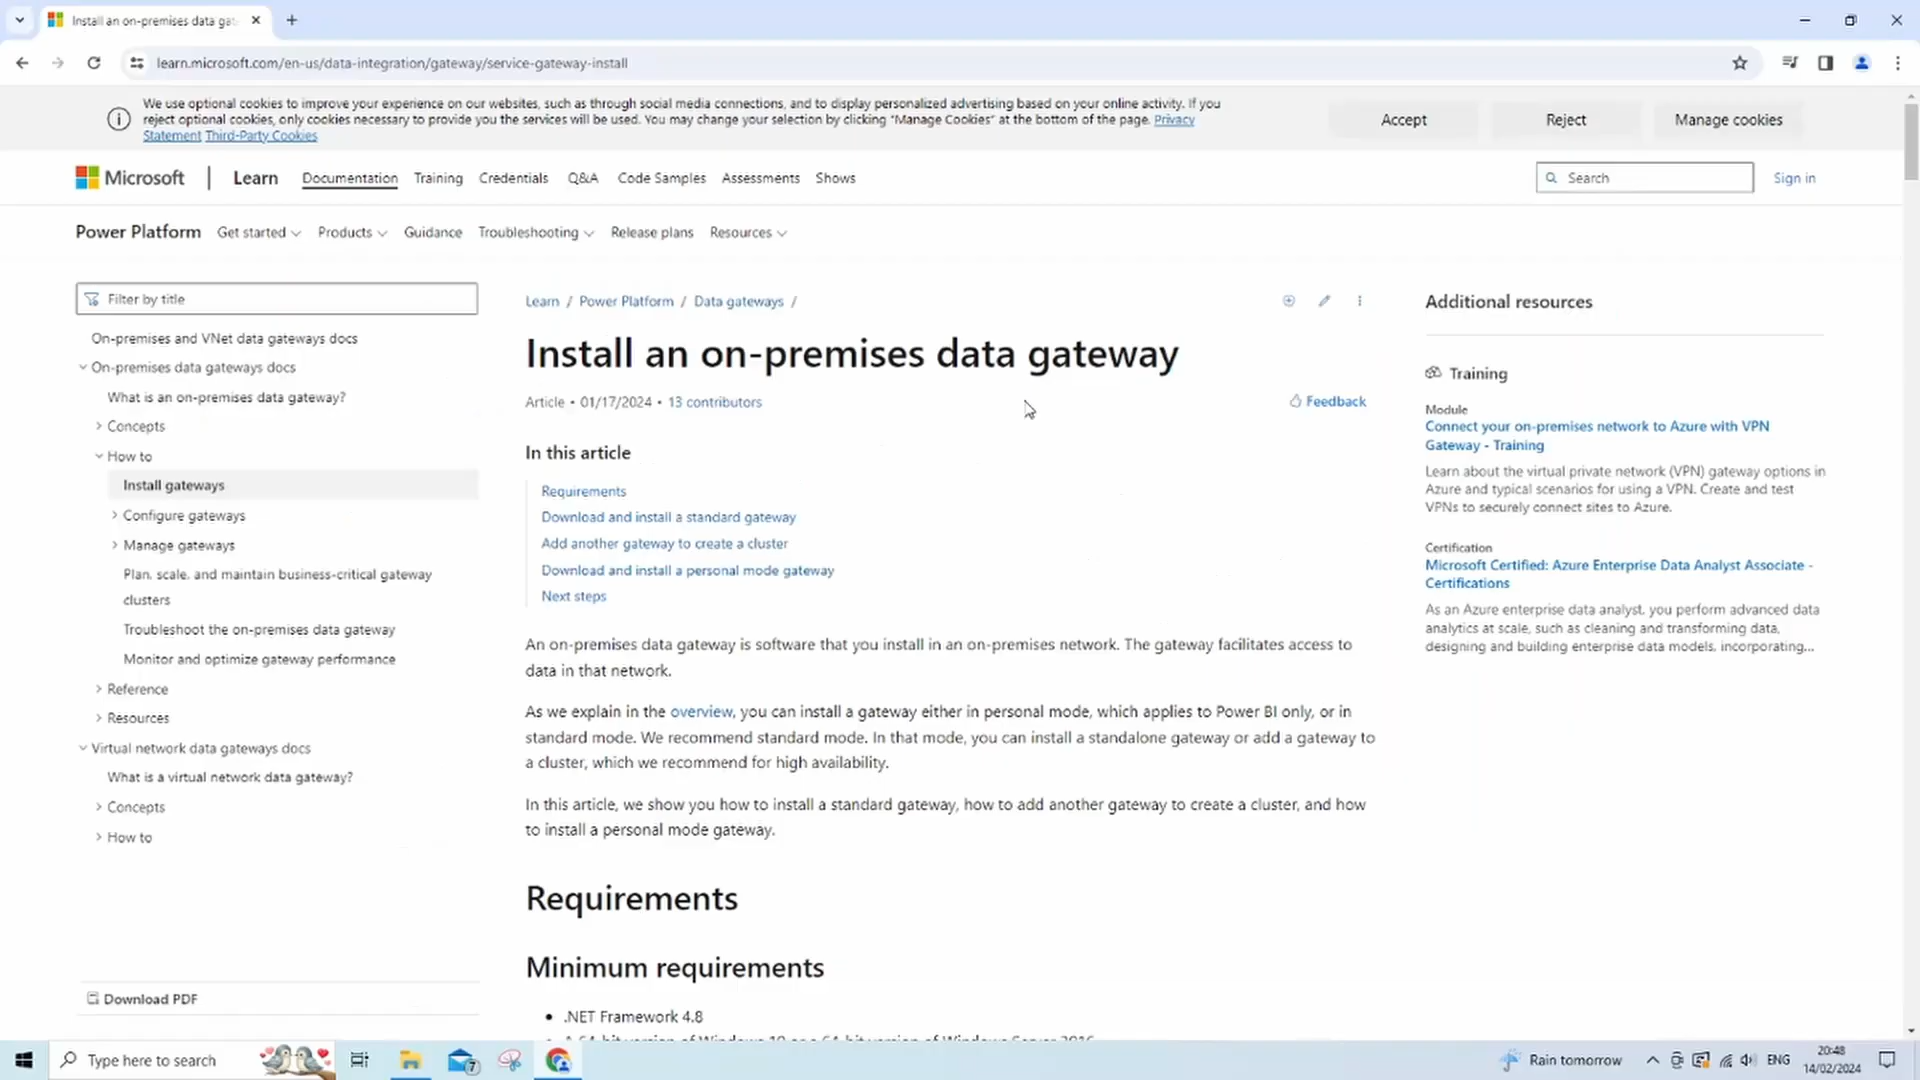 Install an on-premises data gat
learn.microsoft.com/en-us/data-integration/gateway/service-gateway-install
We use optional cookies to improve your experience on our websites, such as through social media connections, and to display personalized advertising based on your online activity. If you
reject optional cookies, only cookies necessary to provide you the services will be used. You may change your selection by clicking "Manage Cookies" at the bottom of the page. Privacy
Statement Third-Party Cookies
Accept
Reject
Manage cookies
Microsoft
Learn
Documentation
Training
Credentials
Q&A
Code Samples
Assessments
Shows
Search
Sign in
Power Platform
Get started
Products
Guidance
Troubleshooting
Release plans
Resources
Filter by title
On-premises and VNet data gateways docs
On-premises data gateways docs
What is an on-premises data gateway?
Concepts
How to
Install gateways
Configure gateways
Manage gateways
Plan, scale, and maintain business-critical gateway
clusters
Troubleshoot the on-premises data gateway
Monitor and optimize gateway performance
Reference
Resources
Virtual network data gateways docs
What is a virtual network data gateway?
Concepts
How to
Download PDF
Learn / Power Platform / Data gateways /
Install an on-premises data gateway
Article • 01/17/2024 • 13 contributors
Feedback
In this article
Requirements
Download and install a standard gateway
Add another gateway to create a cluster
Download and install a personal mode gateway
Next steps
An on-premises data gateway is software that you install in an on-premises network. The gateway facilitates access to
data in that network.
As we explain in the overview, you can install a gateway either in personal mode, which applies to Power BI only, or in
standard mode. We recommend standard mode. In that mode, you can install a standalone gateway or add a gateway to
a cluster, which we recommend for high availability.
In this article, we show you how to install a standard gateway, how to add another gateway to create a cluster, and how
to install a personal mode gateway.
Requirements
Minimum requirements
• .NET Framework 4.8
• A 64-bit version of Windows 10 or a 64-bit version of Windows Server 2016
Additional resources
Training
Module
Connect your on-premises network to Azure with VPN
Gateway - Training
Learn about the virtual private network (VPN) gateway options in
Azure and typical scenarios for using a VPN. Create and test
VPNs to securely connect sites to Azure.
Certification
Microsoft Certified: Azure Enterprise Data Analyst Associate -
Certifications
As an Azure enterprise data analyst, you perform advanced data
analytics at scale, such as cleaning and transforming data,
designing and building enterprise data models, incorporating...
Type here to search
7
Rain tomorrow
ENG
20:48
14/02/2024